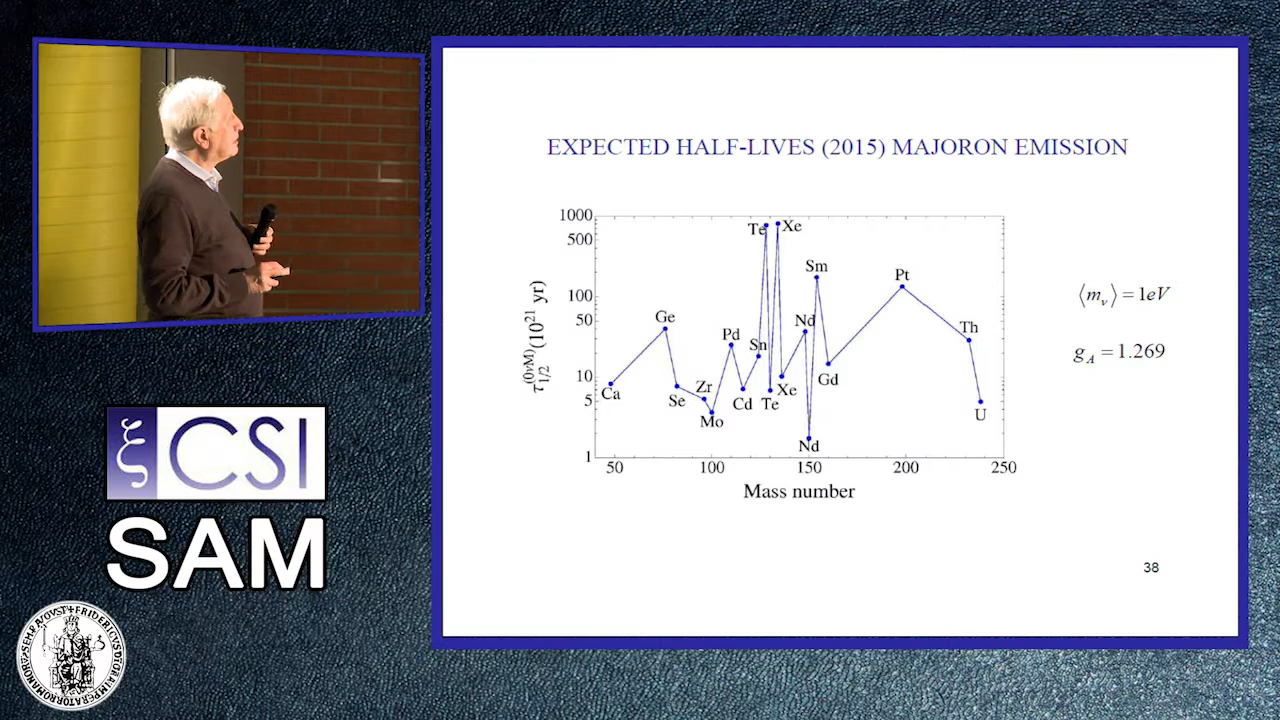 EXPECTED HALF-LIVES (2015) MAJORON EMISSION
1000
500
100
50
10
5
1
τ1/2(0νM) (10^21 yr)
Ca
Ge
Se
Zr
Mo
Pd
Cd
Sn
Te
Te
Xe
Xe
Nd
Nd
Sm
Gd
Pt
Th
U
50
100
150
200
250
Mass number
⟨mν⟩ = 1eV
gA = 1.269
38
ξCSI
SAM